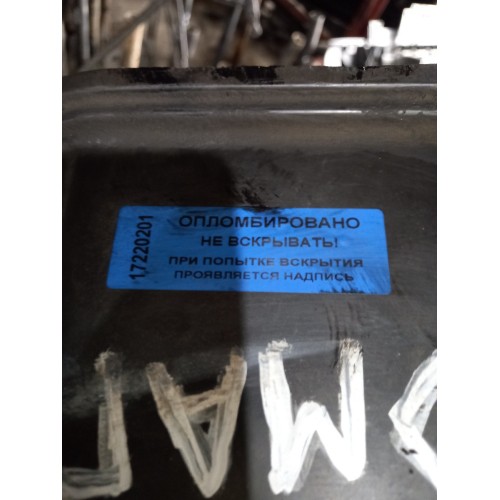 17220201
ОПЛОМБИРОВАНО
НЕ ВСКРЫВАТЬ!
ПРИ ПОПЫТКЕ ВСКРЫТИЯ
ПРОЯВЛЯЕТСЯ НАДПИСЬ